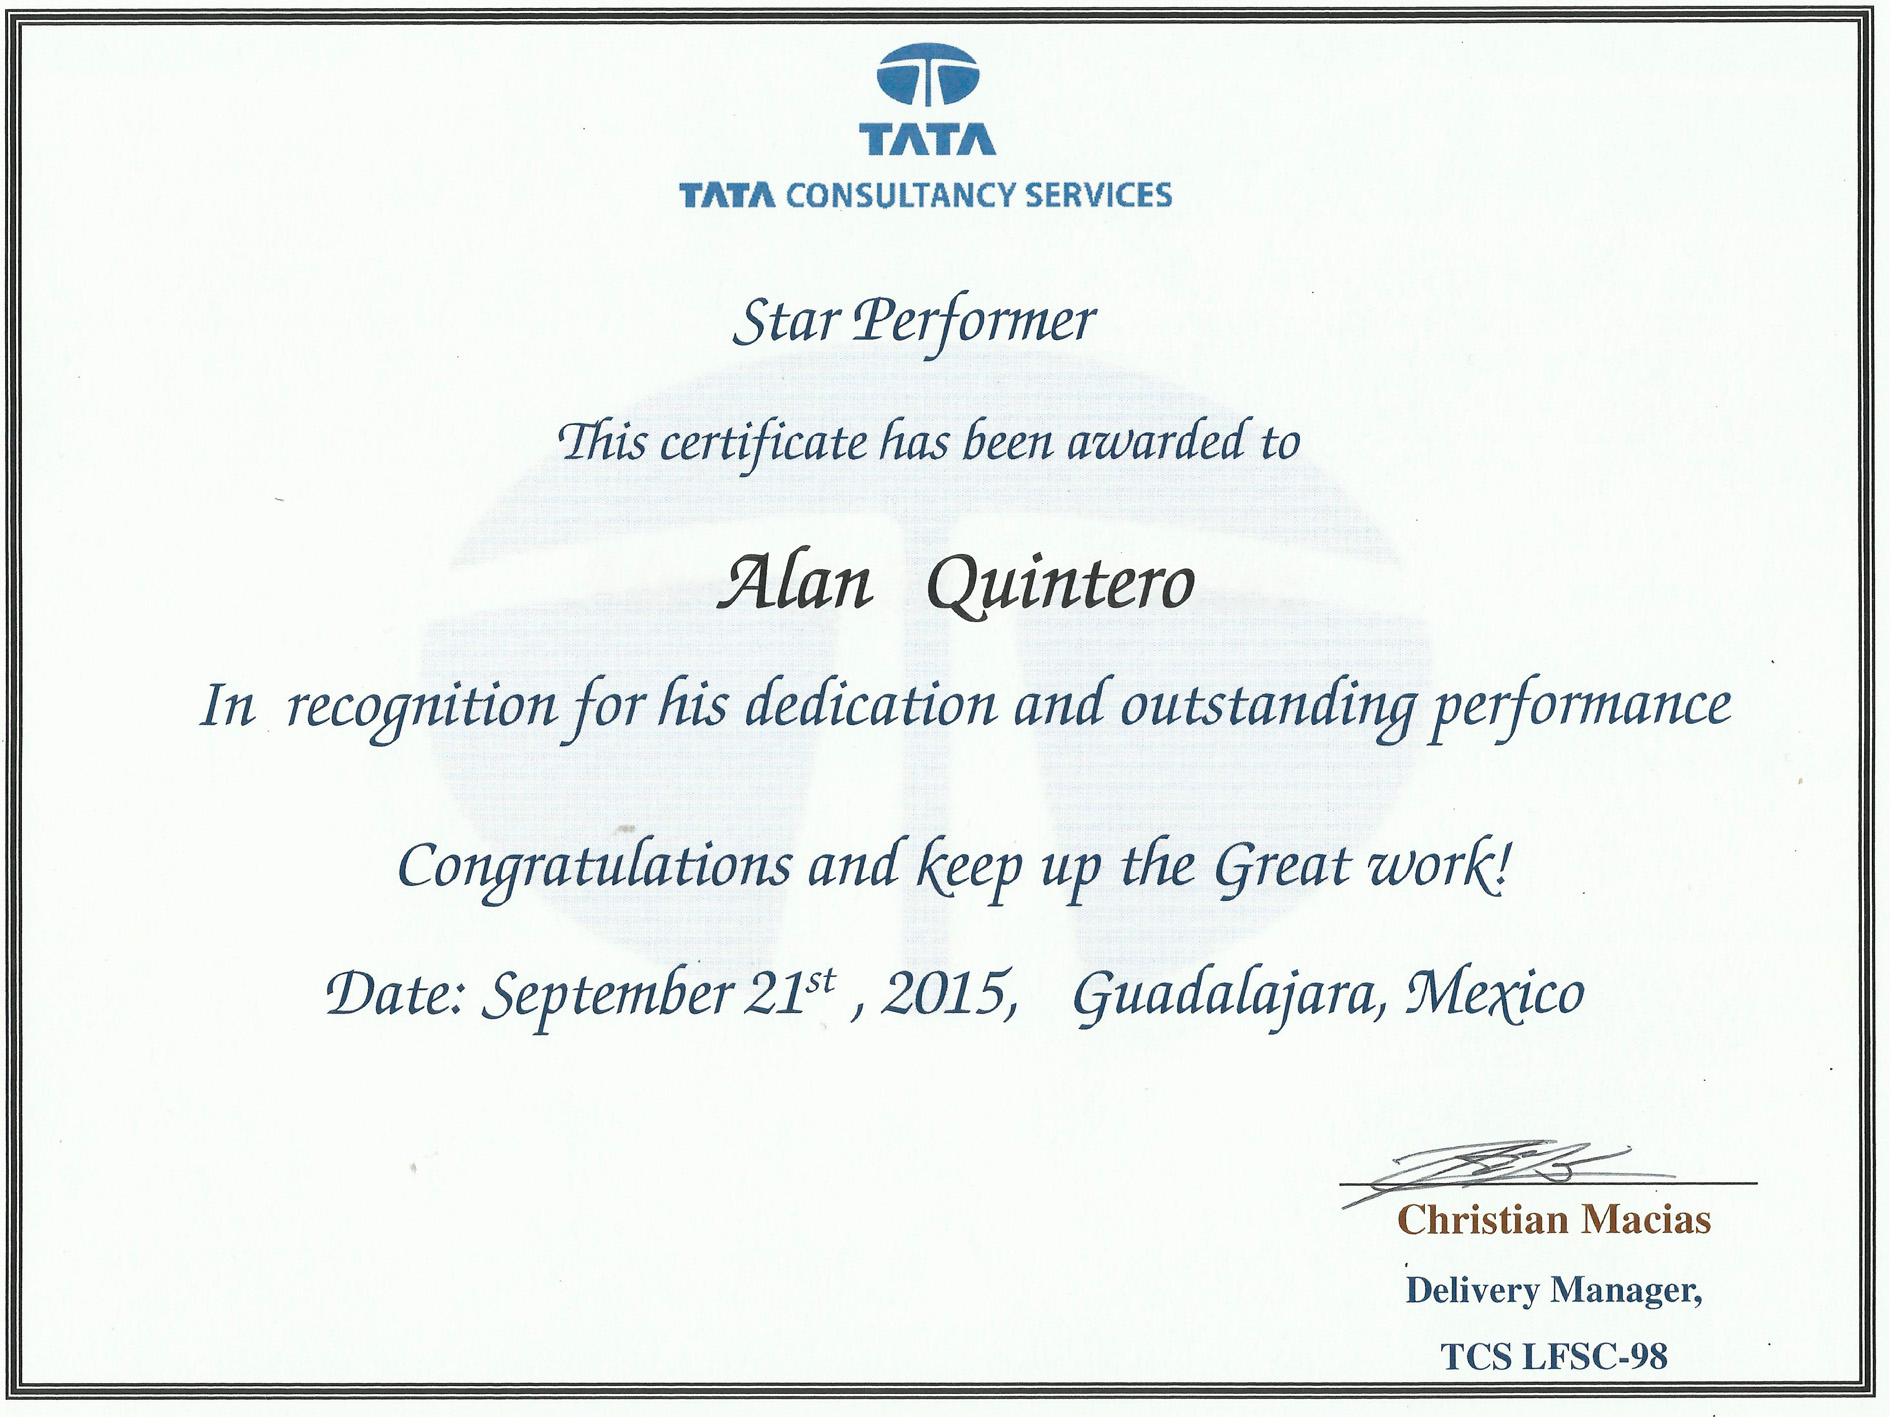 TATA
TATA CONSULTANCY SERVICES
Star Performer
This certificate has been awarded to
Alan Quintero
In recognition for his dedication and outstanding performance
Congratulations and keep up the Great work!
Date: September 21st , 2015, Guadalajara, Mexico
Christian Macias
Delivery Manager,
TCS LFSC-98